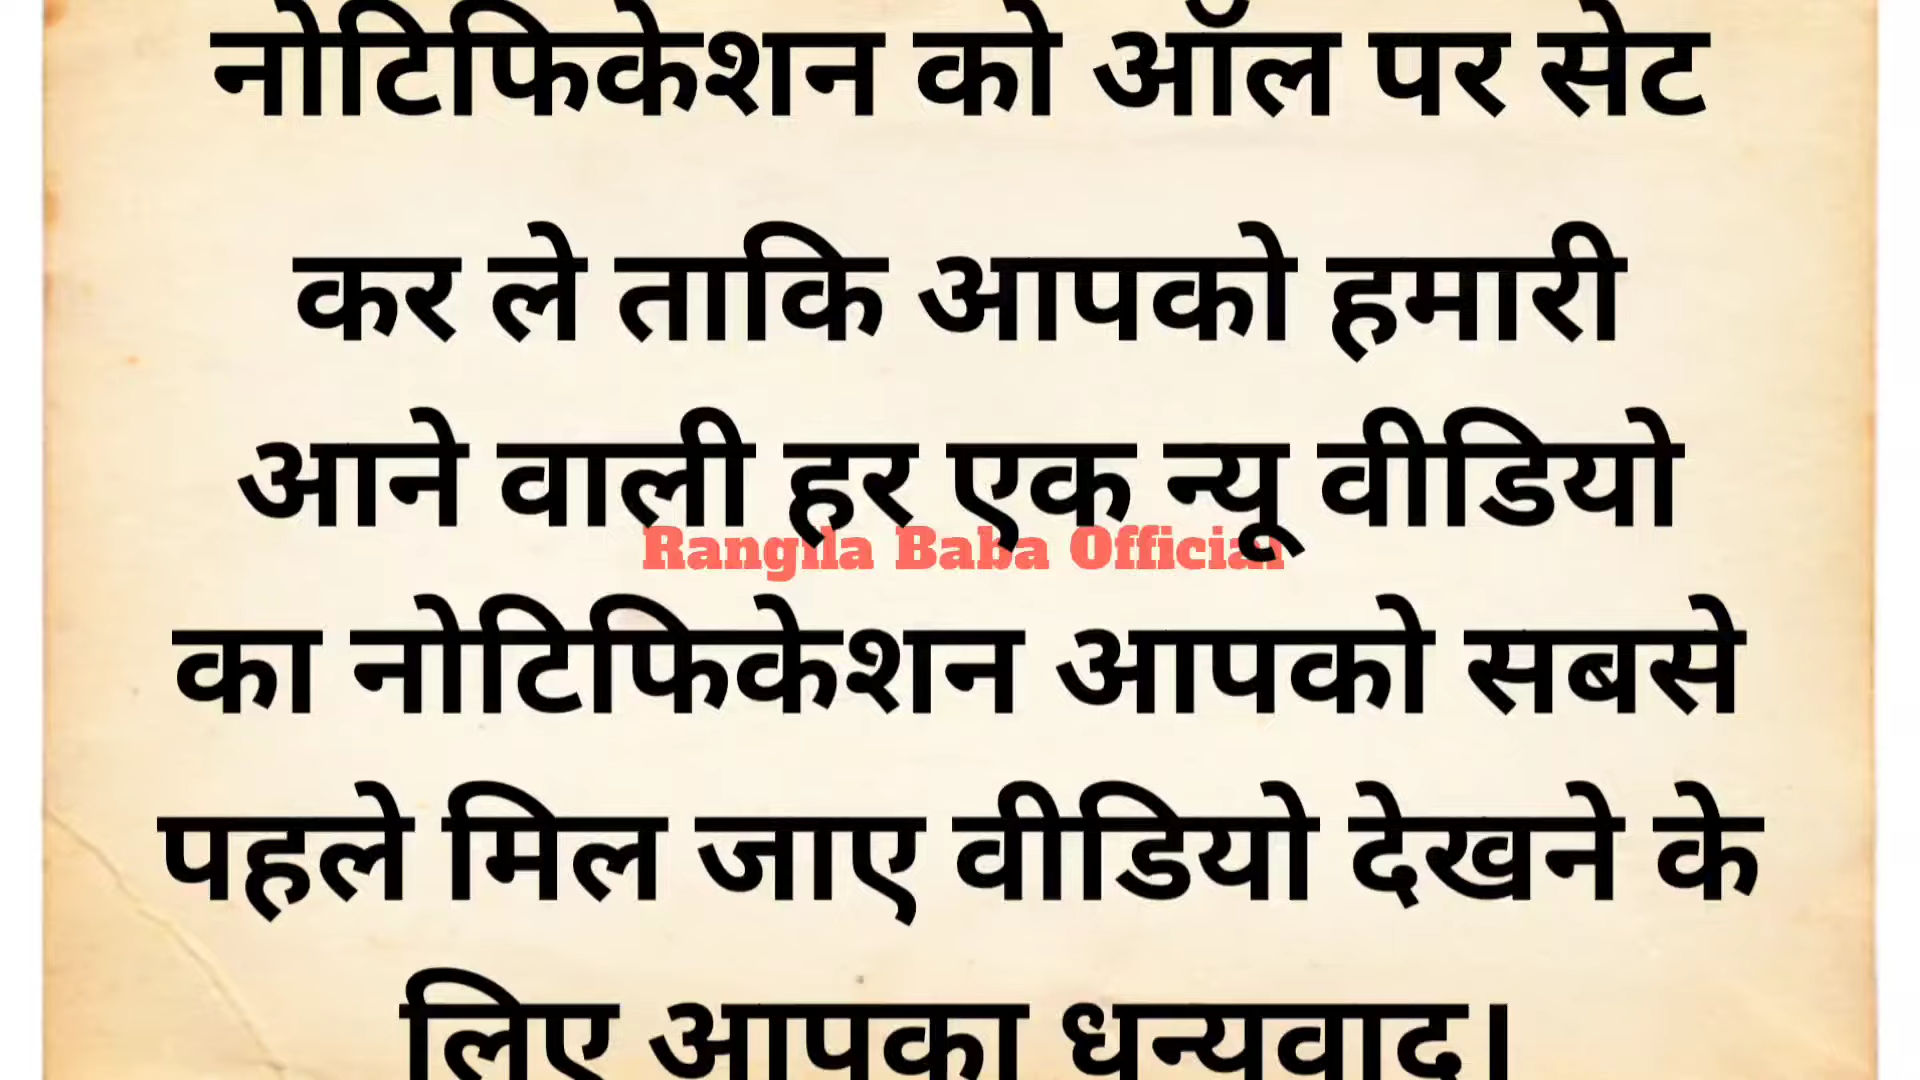 नोटिफिकेशन को ऑल पर सेट
कर ले ताकि आपको हमारी
आने वाली हर एक न्यू वीडियो
Rangila Baba Official
का नोटिफिकेशन आपको सबसे
पहले मिल जाए वीडियो देखने के
लिए आपका धन्यवाद।